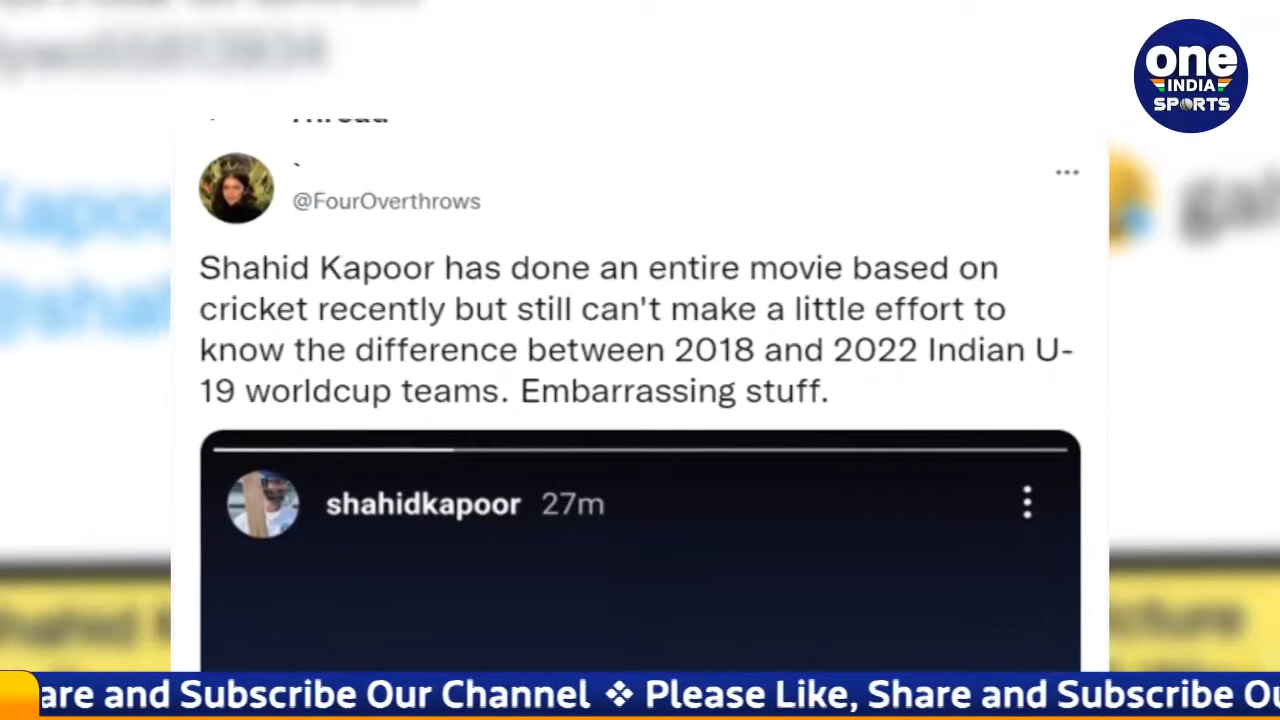 one
INDIA
SPORTS
Thread
`
@FourOverthrows
Shahid Kapoor has done an entire movie based on
cricket recently but still can't make a little effort to
know the difference between 2018 and 2022 Indian U-
19 worldcup teams. Embarrassing stuff.
shahidkapoor 27m
are and Subscribe Our Channel ❖ Please Like, Share and Subscribe Ou